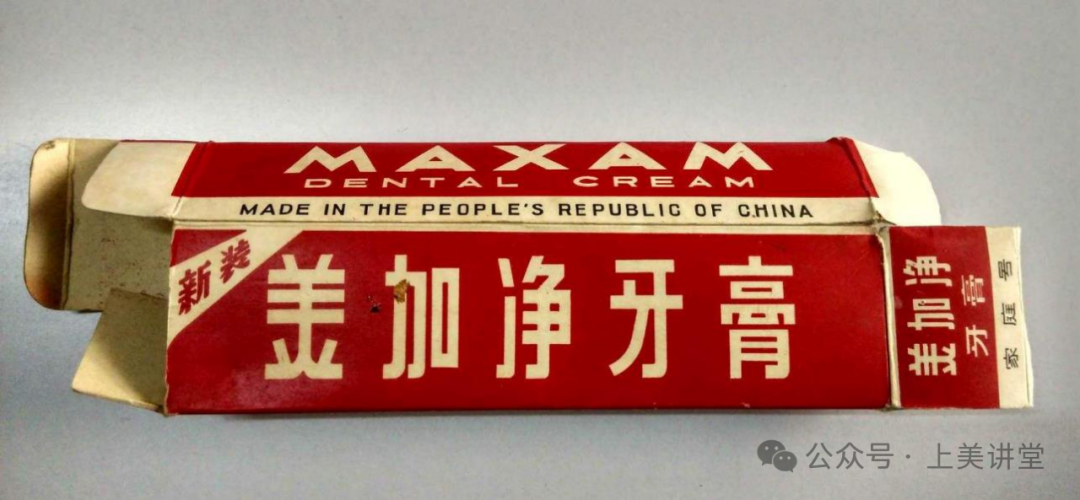 MAXAM
DENTAL CREAM
MADE IN THE PEOPLE'S REPUBLIC OF CHINA
新装
美加净牙膏
美加净
牙膏
家庭号
公众号·上美讲堂